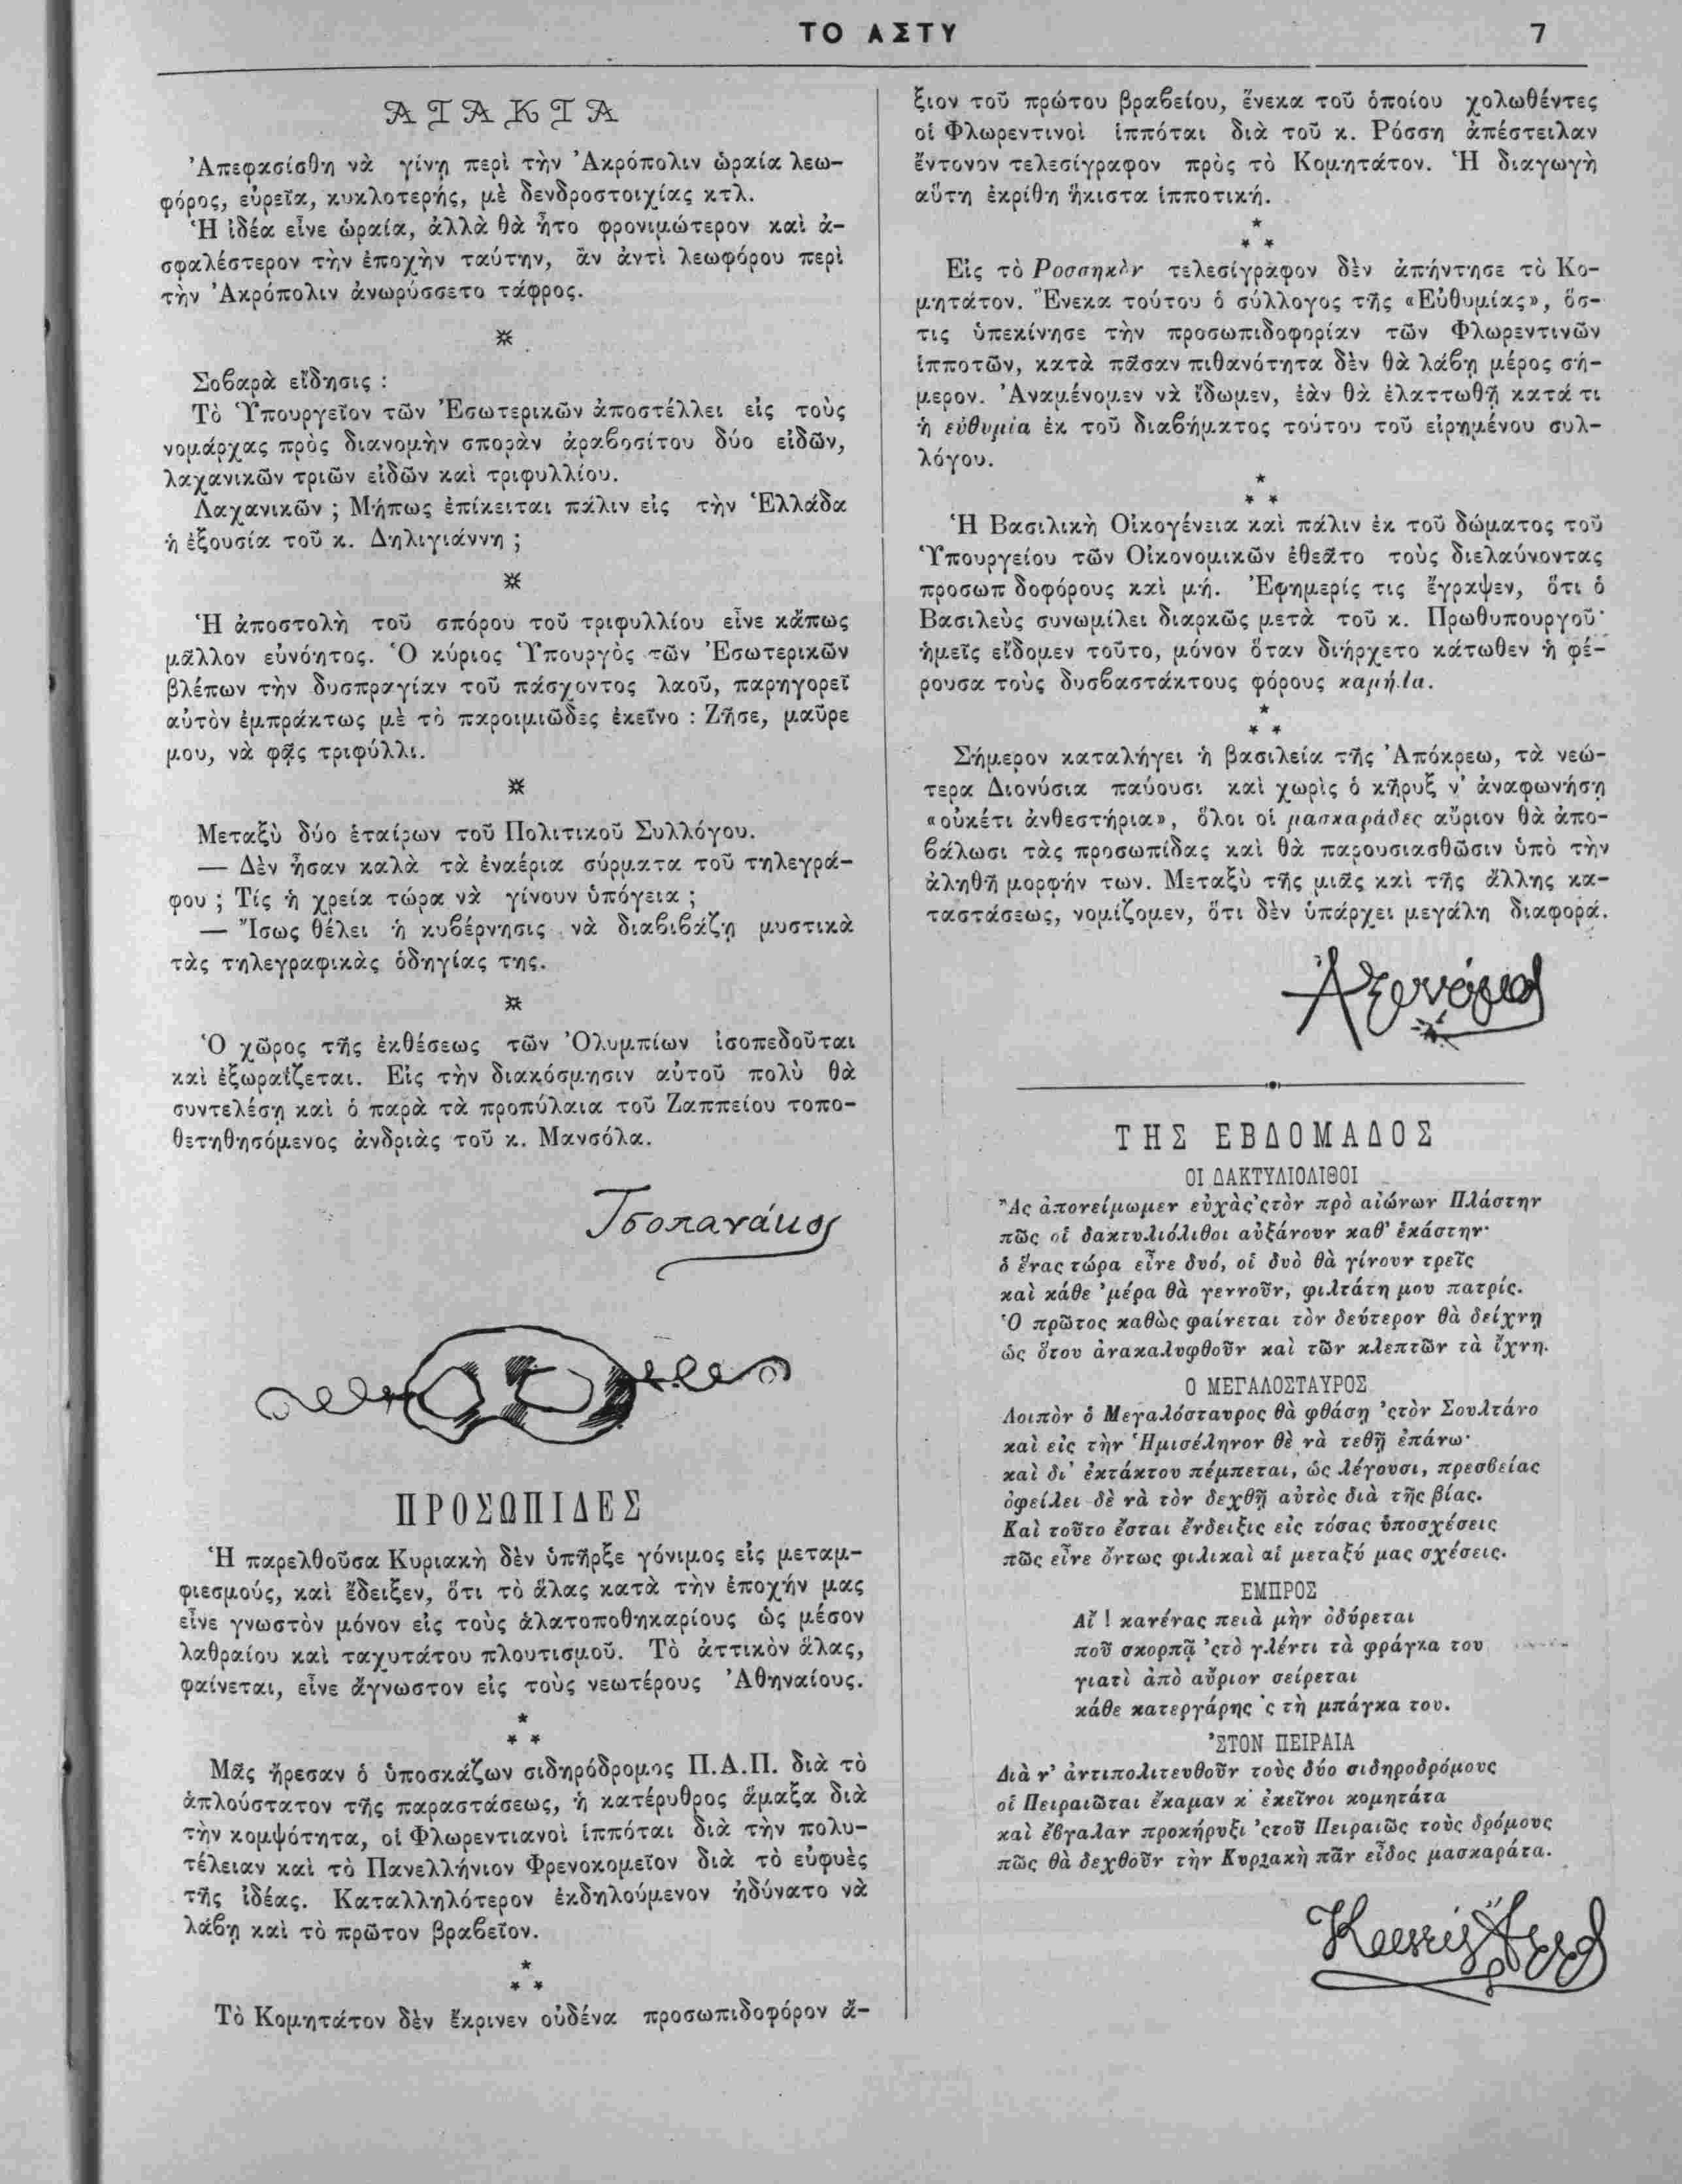 ΤΟ ΑΣΤΥ
7
ΑΤΑΚΤΑ
Ἀπεφασίσθη νὰ γίνῃ περὶ τὴν Ἀκρόπολιν ὡραία λεω-
φόρος, εὐρεῖα, κυκλοτερής, μὲ δενδροστοιχίας κτλ.
Ἡ ἰδέα εἶνε ὡραία, ἀλλὰ θὰ ἦτο φρονιμώτερον καὶ ἀ-
σφαλέστερον τὴν ἐποχὴν ταύτην, ἂν ἀντὶ λεωφόρου περὶ
τὴν Ἀκρόπολιν ἀνωρύσσετο τάφρος.
Σοβαρὰ εἴδησις :
Τὸ Ὑπουργεῖον τῶν Ἐσωτερικῶν ἀποστέλλει εἰς τοὺς
νομάρχας πρὸς διανομὴν σπορὰν ἀραβοσίτου δύο εἰδῶν,
λαχανικῶν τριῶν εἰδῶν καὶ τριφυλλίου.
Λαχανικῶν ; Μήπως ἐπίκειται πάλιν εἰς τὴν Ἑλλάδα
ἡ ἐξουσία τοῦ κ. Δηλιγιάννη ;
Ἡ ἀποστολὴ τοῦ σπόρου τοῦ τριφυλλίου εἶνε κἄπως
μᾶλλον εὐνόητος. Ὁ κύριος Ὑπουργὸς τῶν Ἐσωτερικῶν
βλέπων τὴν δυσπραγίαν τοῦ πάσχοντος λαοῦ, παρηγορεῖ
αὐτὸν ἐμπράκτως μὲ τὸ παροιμιῶδες ἐκεῖνο : Ζῆσε, μαῦρε
μου, νὰ φᾷς τριφύλλι.
Μεταξὺ δύο ἑταίρων τοῦ Πολιτικοῦ Συλλόγου.
— Δὲν ἦσαν καλὰ τὰ ἐναέρια σύρματα τοῦ τηλεγρά-
φου ; Τίς ἡ χρεία τώρα νὰ γίνουν ὑπόγεια ;
— Ἴσως θέλει ἡ κυβέρνησις νὰ διαβιβάζῃ μυστικὰ
τὰς τηλεγραφικὰς ὁδηγίας της.
Ὁ χῶρος τῆς ἐκθέσεως τῶν Ὀλυμπίων ἰσοπεδοῦται
καὶ ἐξωραΐζεται. Εἰς τὴν διακόσμησιν αὐτοῦ πολὺ θὰ
συντελέσῃ καὶ ὁ παρὰ τὰ προπύλαια τοῦ Ζαππείου τοπο-
θετηθησόμενος ἀνδριὰς τοῦ κ. Μανσόλα.
Τσοπανάκος
ΠΡΟΣΩΠΙΔΕΣ
Ἡ παρελθοῦσα Κυριακὴ δὲν ὑπῆρξε γόνιμος εἰς μεταμ-
φιεσμούς, καὶ ἔδειξεν, ὅτι τὸ ἅλας κατὰ τὴν ἐποχήν μας
εἶνε γνωστὸν μόνον εἰς τοὺς ἁλατοποθηκαρίους ὡς μέσον
λαθραίου καὶ ταχυτάτου πλουτισμοῦ. Τὸ ἀττικὸν ἅλας,
φαίνεται, εἶνε ἄγνωστον εἰς τοὺς νεωτέρους Ἀθηναίους.
Μᾶς ἤρεσαν ὁ ὑποσκάζων σιδηρόδρομος Π.Α.Π. διὰ τὸ
ἁπλούστατον τῆς παραστάσεως, ἡ κατέρυθρος ἅμαξα διὰ
τὴν κομψότητα, οἱ Φλωρεντιανοὶ ἱππόται διὰ τὴν πολυ-
τέλειαν καὶ τὸ Πανελλήνιον Φρενοκομεῖον διὰ τὸ εὐφυὲς
τῆς ἰδέας. Καταλληλότερον ἐκδηλούμενον ἠδύνατο νὰ
λάβῃ καὶ τὸ πρῶτον βραβεῖον.
Τὸ Κομητάτον δὲν ἔκρινεν οὐδένα προσωπιδοφόρον ἄ-
ξιον τοῦ πρώτου βραβείου, ἕνεκα τοῦ ὁποίου χολωθέντες
οἱ Φλωρεντινοὶ ἱππόται διὰ τοῦ κ. Ρόσση ἀπέστειλαν
ἔντονον τελεσίγραφον πρὸς τὸ Κομητάτον. Ἡ διαγωγὴ
αὕτη ἐκρίθη ἥκιστα ἱπποτική.
Εἰς τὸ Ροσσηκὸν τελεσίγραφον δὲν ἀπήντησε τὸ Κο-
μητάτον. Ἕνεκα τούτου ὁ σύλλογος τῆς «Εὐθυμίας», ὅσ-
τις ὑπεκίνησε τὴν προσωπιδοφορίαν τῶν Φλωρεντινῶν
ἱπποτῶν, κατὰ πᾶσαν πιθανότητα δὲν θὰ λάβῃ μέρος σή-
μερον. Ἀναμένομεν νὰ ἴδωμεν, ἐὰν θὰ ἐλαττωθῇ κατά τι
ἡ εὐθυμία ἐκ τοῦ διαβήματος τούτου τοῦ εἰρημένου συλ-
λόγου.
Ἡ Βασιλικὴ Οἰκογένεια καὶ πάλιν ἐκ τοῦ δώματος τοῦ
Ὑπουργείου τῶν Οἰκονομικῶν ἐθεᾶτο τοὺς διελαύνοντας
προσωπ δοφόρους καὶ μή. Ἐφημερίς τις ἔγραψεν, ὅτι ὁ
Βασιλεὺς συνωμίλει διαρκῶς μετὰ τοῦ κ. Πρωθυπουργοῦ·
ἡμεῖς εἴδομεν τοῦτο, μόνον ὅταν διήρχετο κάτωθεν ἡ φέ-
ρουσα τοὺς δυσβαστάκτους φόρους καμήλα.
Σήμερον καταλήγει ἡ βασιλεία τῆς Ἀπόκρεω, τὰ νεώ-
τερα Διονύσια παύουσι καὶ χωρὶς ὁ κῆρυξ ν' ἀναφωνήσῃ
«οὐκέτι ἀνθεστήρια», ὅλοι οἱ μασκαράδες αὔριον θὰ ἀπο-
βάλωσι τὰς προσωπίδας καὶ θὰ παρουσιασθῶσιν ὑπὸ τὴν
ἀληθῆ μορφήν των. Μεταξὺ τῆς μιᾶς καὶ τῆς ἄλλης κα-
ταστάσεως, νομίζομεν, ὅτι δὲν ὑπάρχει μεγάλη διαφορά.
ΤΗΣ ΕΒΔΟΜΑΔΟΣ
ΟΙ ΔΑΚΤΥΛΙΟΛΙΘΟΙ
Ἂς ἀπονείμωμεν εὐχὰς 'ςτὸν πρὸ αἰώνων Πλάστην
πῶς οἱ δακτυλιόλιθοι αὐξάνουν καθ' ἑκάστην·
ὁ ἕνας τώρα εἶνε δυό, οἱ δυὸ θὰ γίνουν τρεῖς
καὶ κάθε 'μέρα θὰ γεννοῦν, φιλτάτη μου πατρίς.
Ὁ πρῶτος καθὼς φαίνεται τὸν δεύτερον θὰ δείχνῃ
ὡς ὅτου ἀνακαλυφθοῦν καὶ τῶν κλεπτῶν τὰ ἴχνη.
Ο ΜΕΓΑΛΟΣΤΑΥΡΟΣ
Λοιπὸν ὁ Μεγαλόσταυρος θὰ φθάσῃ 'ςτὸν Σουλτάνο
καὶ εἰς τὴν Ἡμισέληνον θὲ νὰ τεθῇ ἐπάνω·
καὶ δι' ἐκτάκτου πέμπεται, ὡς λέγουσι, πρεσβείας
ὀφείλει δὲ νὰ τὸν δεχθῇ αὐτὸς διὰ τῆς βίας.
Καὶ τοῦτο ἔσται ἔνδειξις εἰς τόσας ὑποσχέσεις
πῶς εἶνε ὄντως φιλικαὶ αἱ μεταξύ μας σχέσεις.
ΕΜΠΡΟΣ
Αἴ ! κανένας πειὰ μὴν ὀδύρεται
ποῦ σκορπᾷ 'ςτὸ γλέντι τὰ φράγκα του
γιατὶ ἀπὸ αὔριον σείρεται
κάθε κατεργάρης 'ς τὴ μπάγκα του.
'ΣΤΟΝ ΠΕΙΡΑΙΑ
Διὰ ν' ἀντιπολιτευθοῦν τοὺς δύο σιδηροδρόμους
οἱ Πειραιῶται ἔκαμαν κ' ἐκεῖνοι κομητάτα
καὶ ἔβγαλαν προκήρυξι 'ςτοῦ Πειραιῶς τοὺς δρόμους
πῶς θὰ δεχθοῦν τὴν Κυριακὴ πᾶν εἶδος μασκαράτα.